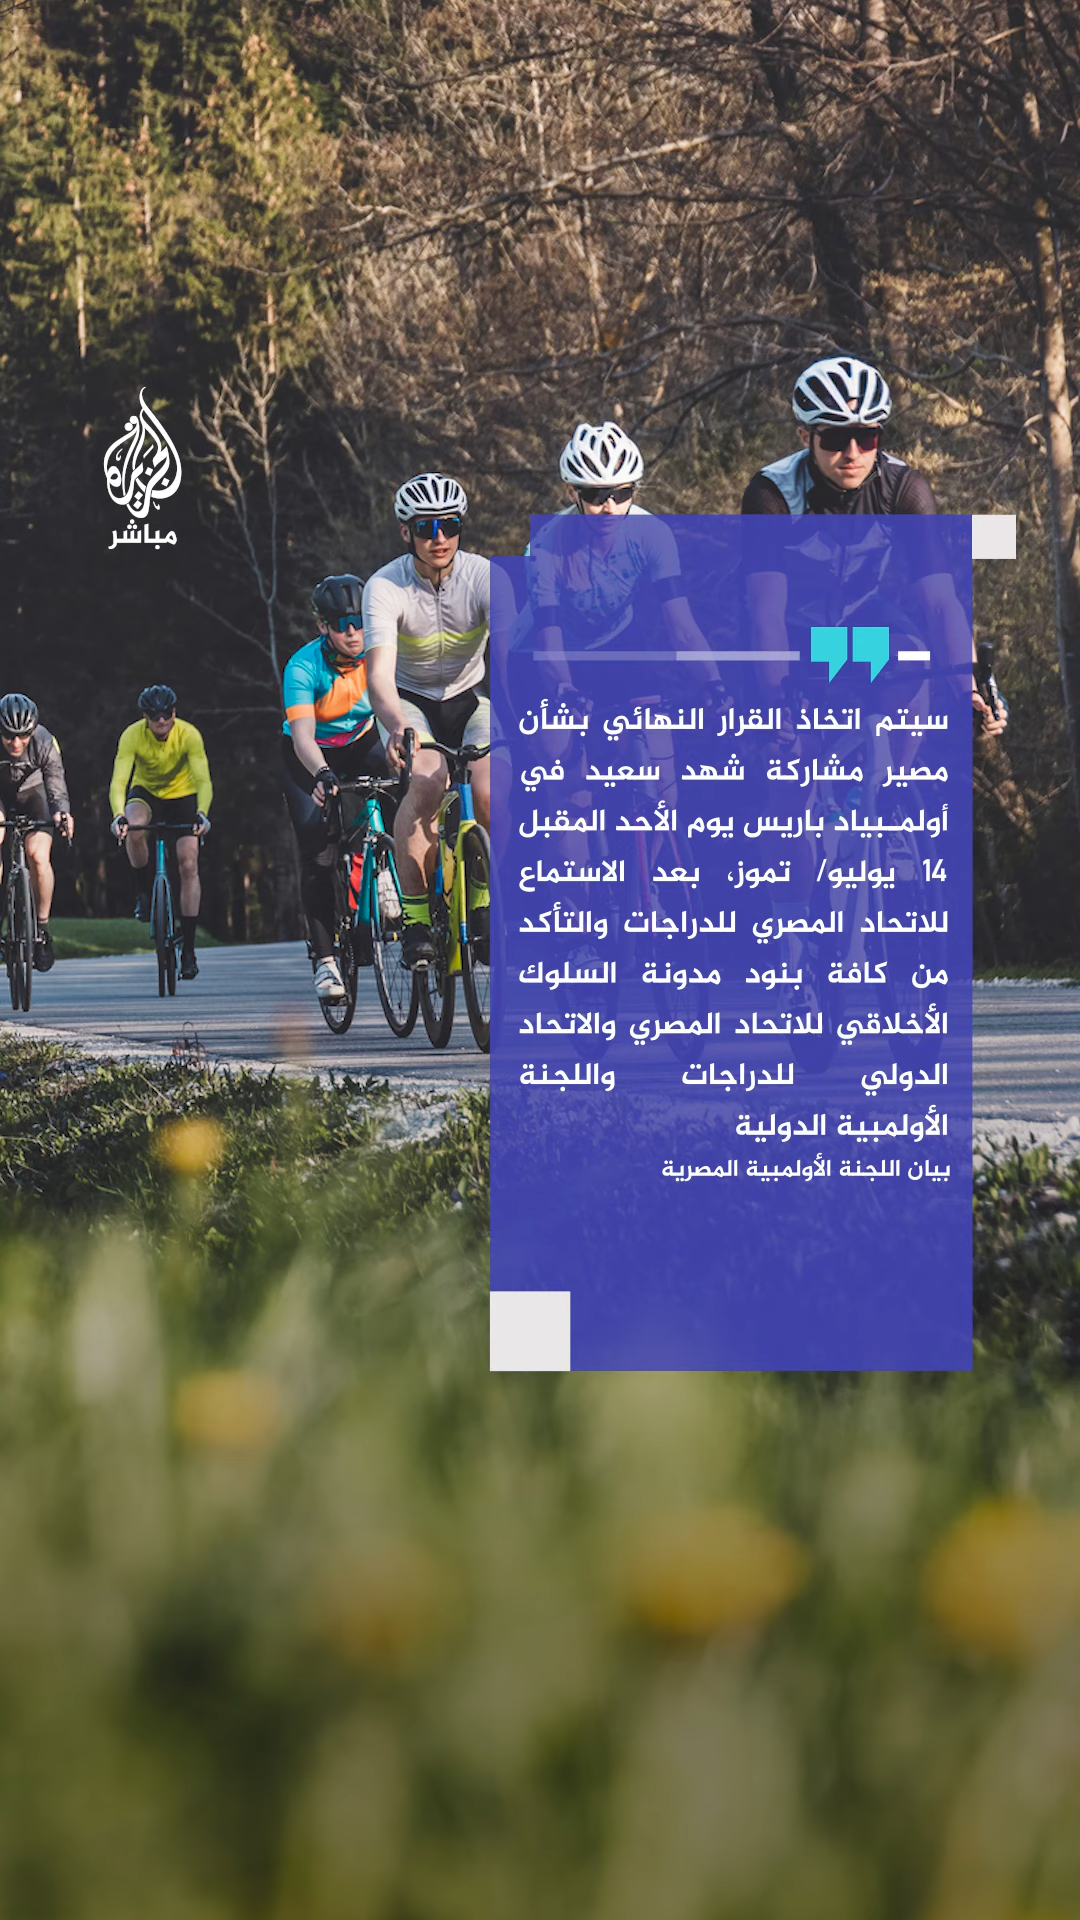 الجزيرة
مباشر
سيتم اتخاذ القرار النهائي بشأن
مصير مشاركة شهد سعيد في
أولمـبياد باريس يوم الأحد المقبل
14 يوليو/ تموز، بعد الاستماع
للاتحاد المصري للدراجات والتأكد
من كافة بنود مدونة السلوك
الأخلاقي للاتحاد المصري والاتحاد
الدولي للدراجات واللجنة
الأولمبية الدولية
بيان اللجنة الأولمبية المصرية